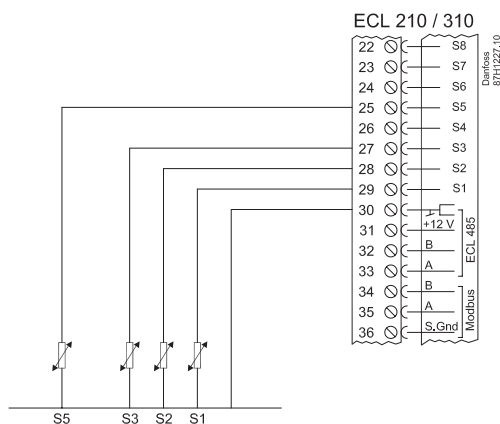 ECL 210 / 310
22 S8
23 S7
24 S6
25 S5
26 S4
27 S3
28 S2
29 S1
30
31 +12 V
32 B
33 A
ECL 485
34 B
35 A
36 S.Gnd
Modbus
Danfoss
87H1227.10
S5 S3 S2 S1